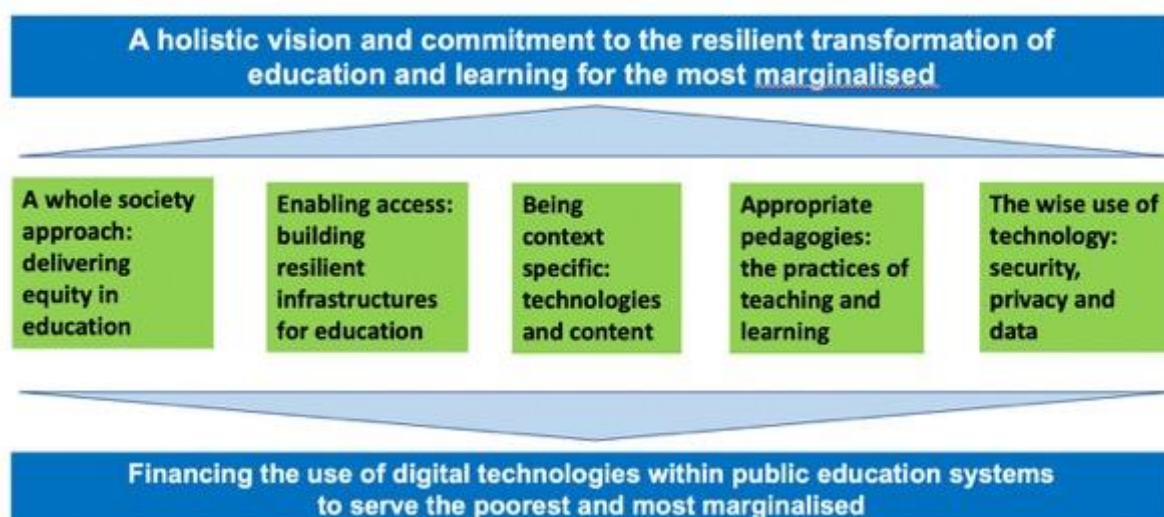 A holistic vision and commitment to the resilient transformation of
education and learning for the most marginalised
A whole society
approach:
delivering
equity in
education
Enabling access:
building
resilient
infrastructures
for education
Being
context
specific:
technologies
and content
Appropriate
pedagogies:
the practices of
teaching and
learning
The wise use of
technology:
security,
privacy and
data
Financing the use of digital technologies within public education systems
to serve the poorest and most marginalised